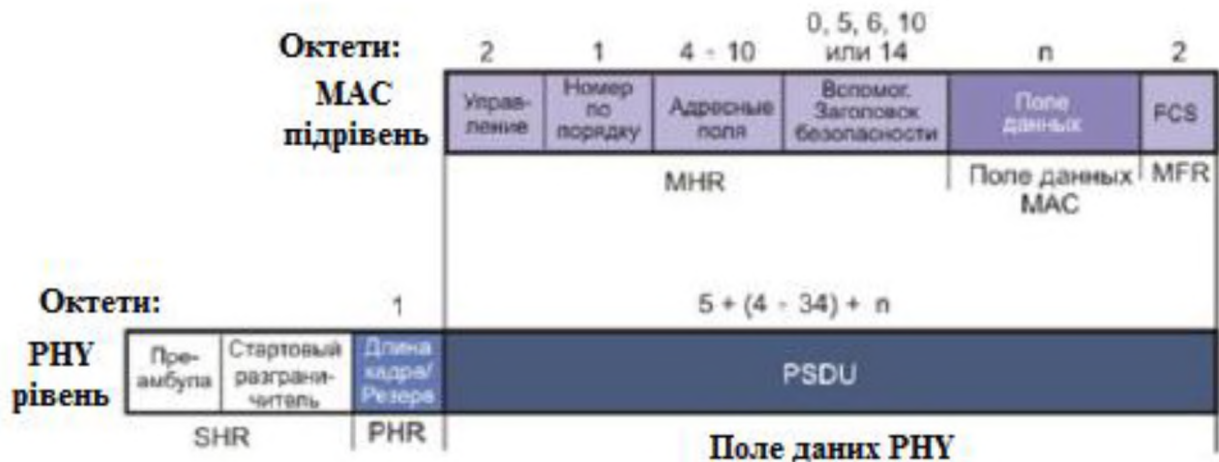 Октети:
2
1
4 - 10
0, 5, 6, 10
или 14
n
2
МАС
підрівень
Управ-
ление
Номер
по
порядку
Адресные
поля
Вспомог.
Заголовок
безопасности
Поле
данных
FCS
MHR
Поле данных
MAC
MFR
Октети:
1
5 + (4 - 34) + n
PHY
рівень
Пре-
амбула
Стартовый
разграни-
читель
Длина
кадра/
Резерв
PSDU
SHR
PHR
Поле даних PHY